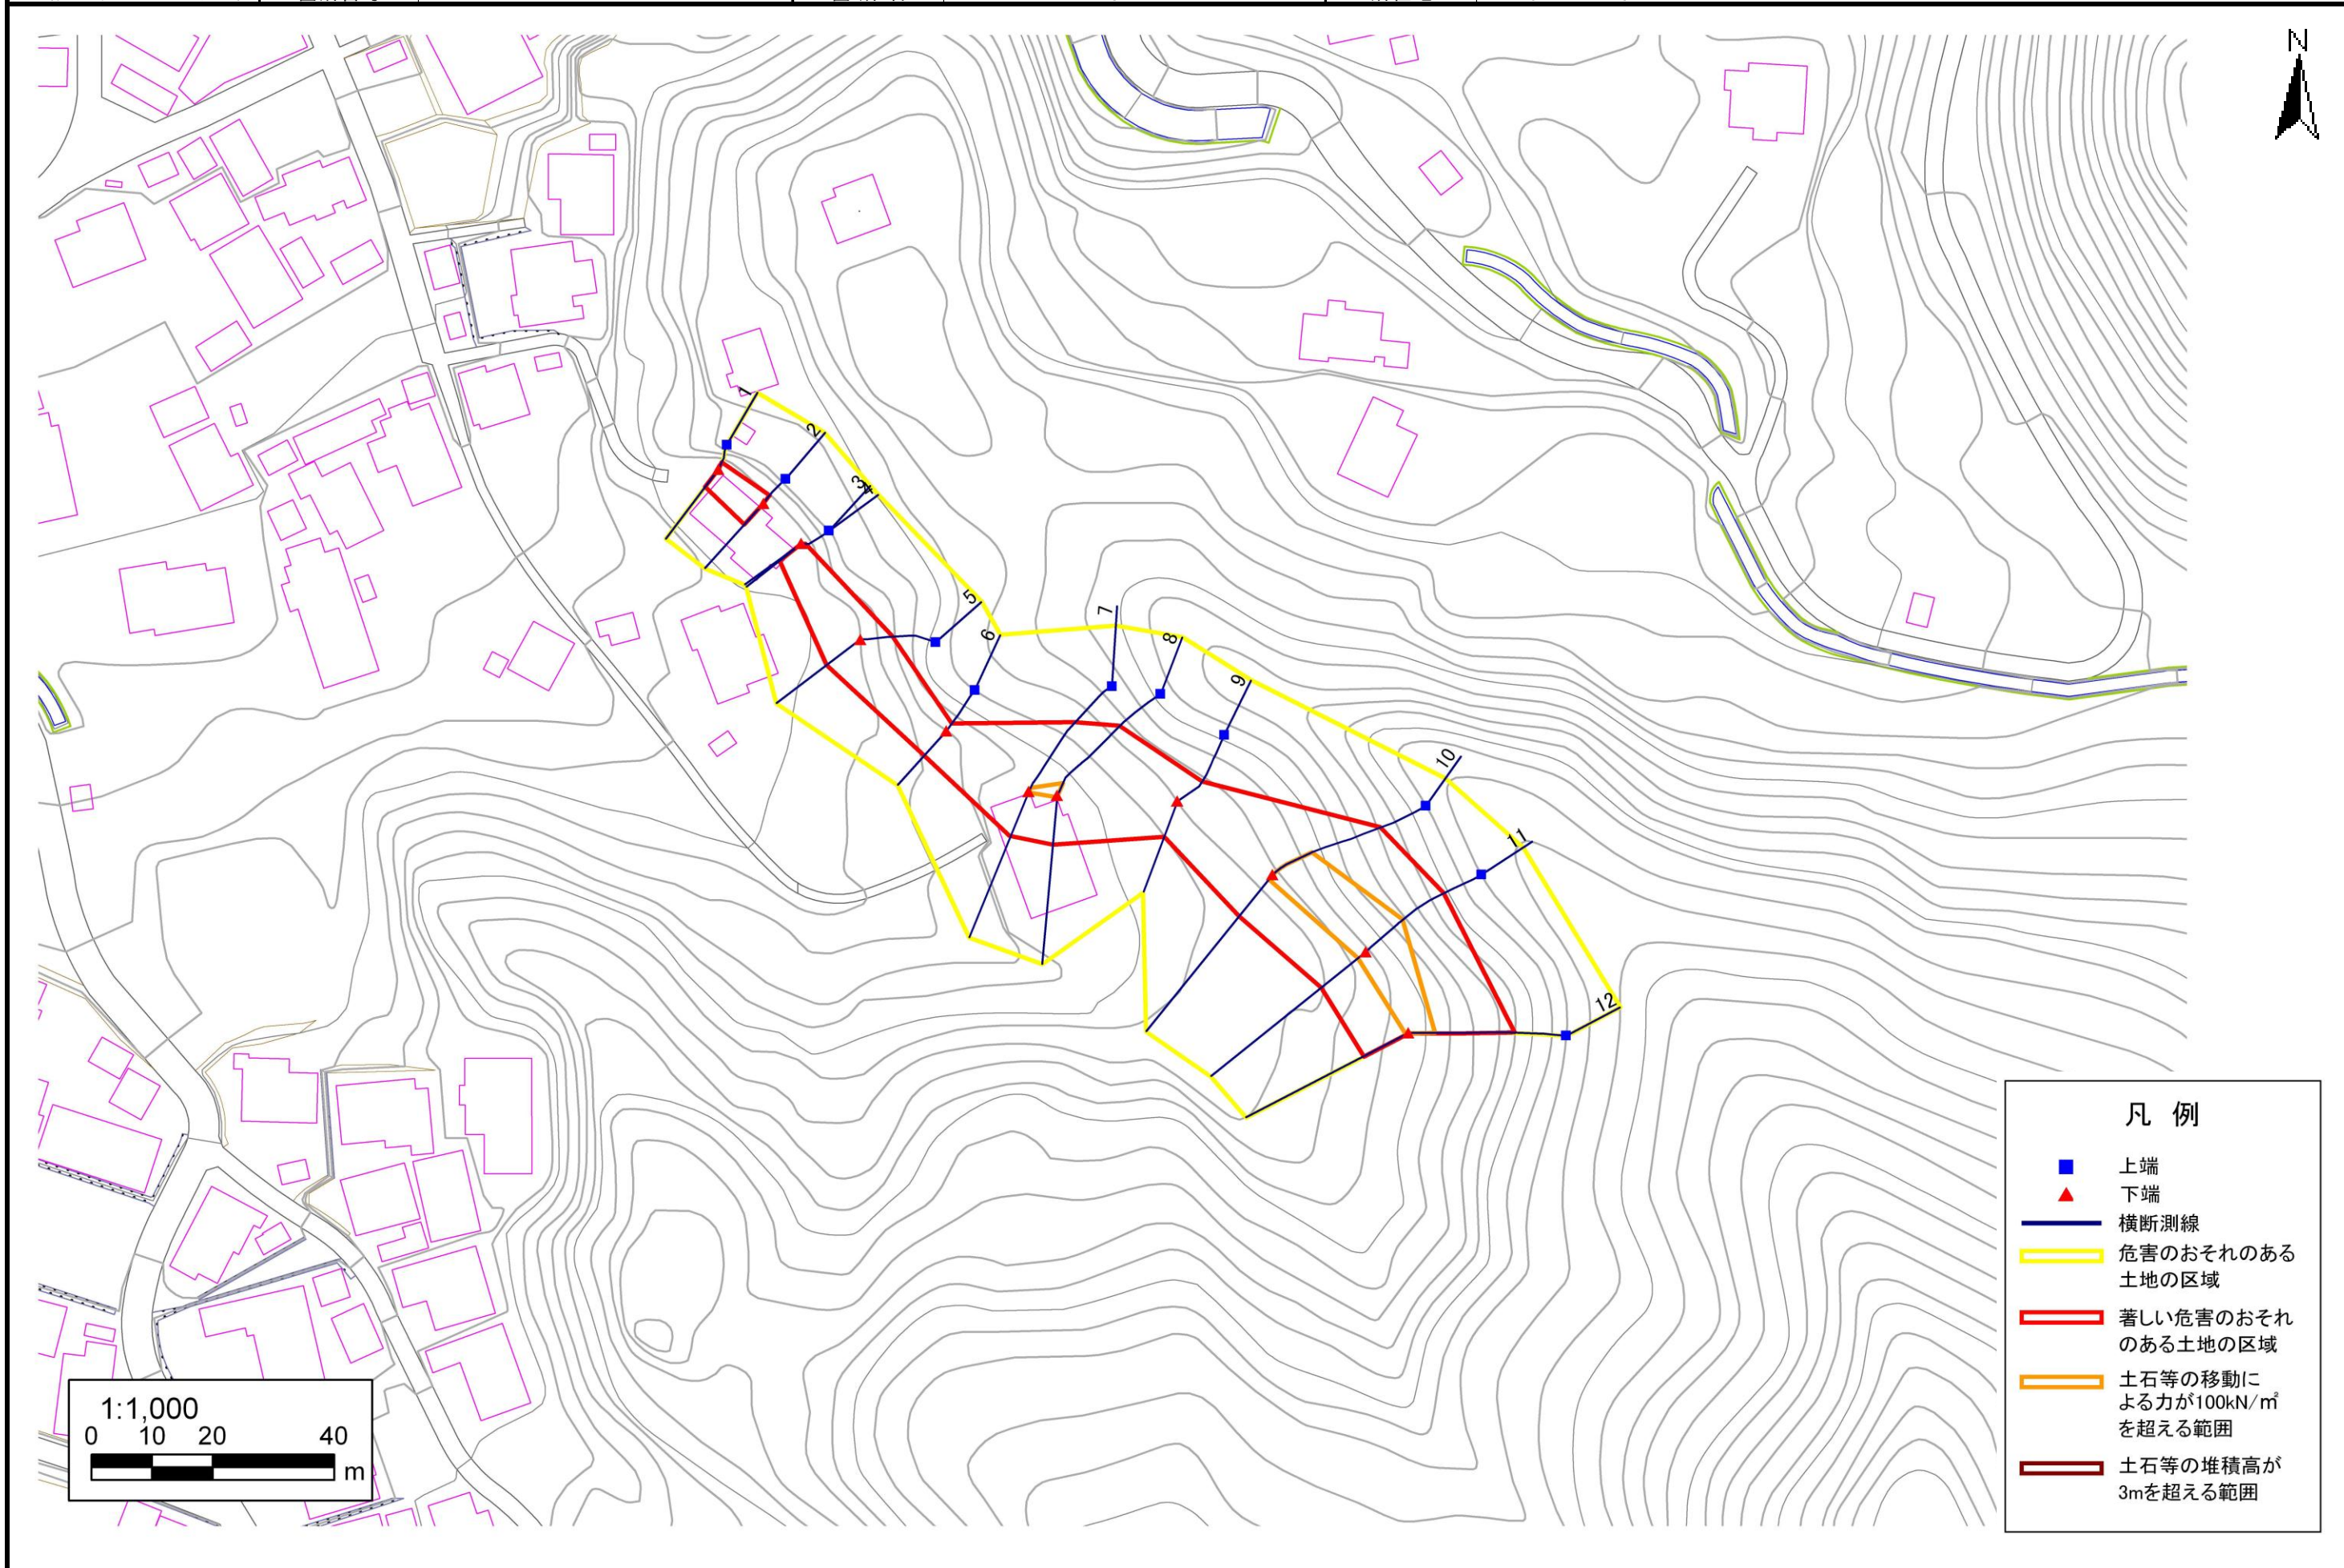 N
1
2
3
4
5
6
7
8
9
10
11
12
凡 例
上端
下端
横断測線
危害のおそれのある
土地の区域
著しい危害のおそれ
のある土地の区域
土石等の移動に
よる力が100kN/㎡
を超える範囲
土石等の堆積高が
3mを超える範囲
1:1,000
0 10 20 40
m